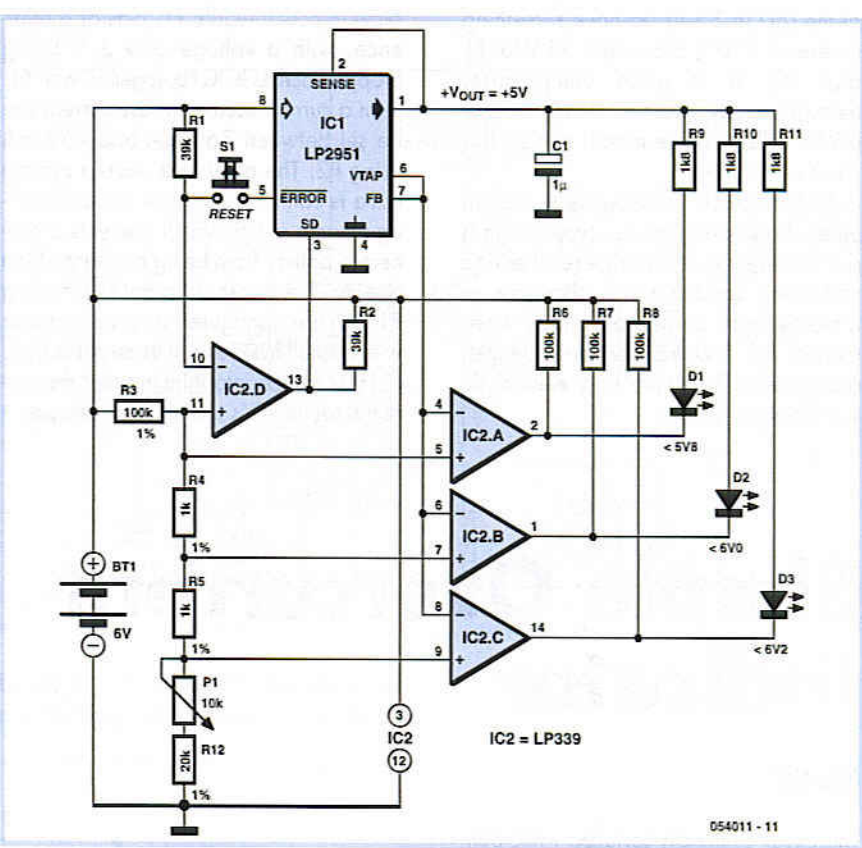 2
SENSE
8
1
IC1
LP2951
VTAP
6
FB
7
ERROR
5
SD
3
4
+VOUT = +5V
R1
39k
S1
RESET
C1
1µ
R9
1k8
R10
1k8
R11
1k8
R2
39k
R6
100k
R7
100k
R8
100k
10
11
IC2.D
13
R3
100k
1%
4
5
IC2.A
2
D1
< 5V8
R4
1k
1%
6
7
IC2.B
1
D2
< 6V0
BT1
6V
R5
1k
1%
8
9
IC2.C
14
D3
< 6V2
P1
10k
R12
20k
1%
3
IC2
12
IC2 = LP339
054011 - 11